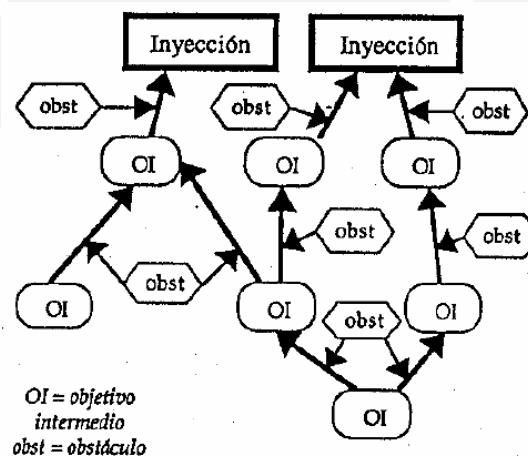 Inyección
Inyección
obst
obst
obst
OI
OI
OI
obst
obst
obst
OI
OI
obst
OI
OI
OI = objetivo
intermedio
obst = obstáculo